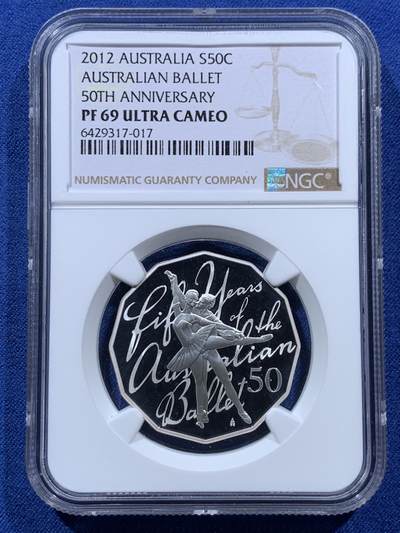 2012 AUSTRALIA S50C
AUSTRALIAN BALLET
50TH ANNIVERSARY
PF 69 ULTRA CAMEO
6429317-017
NUMISMATIC GUARANTY COMPANY
NGC®
Fifty Years
of the
Australian
Ballet 50